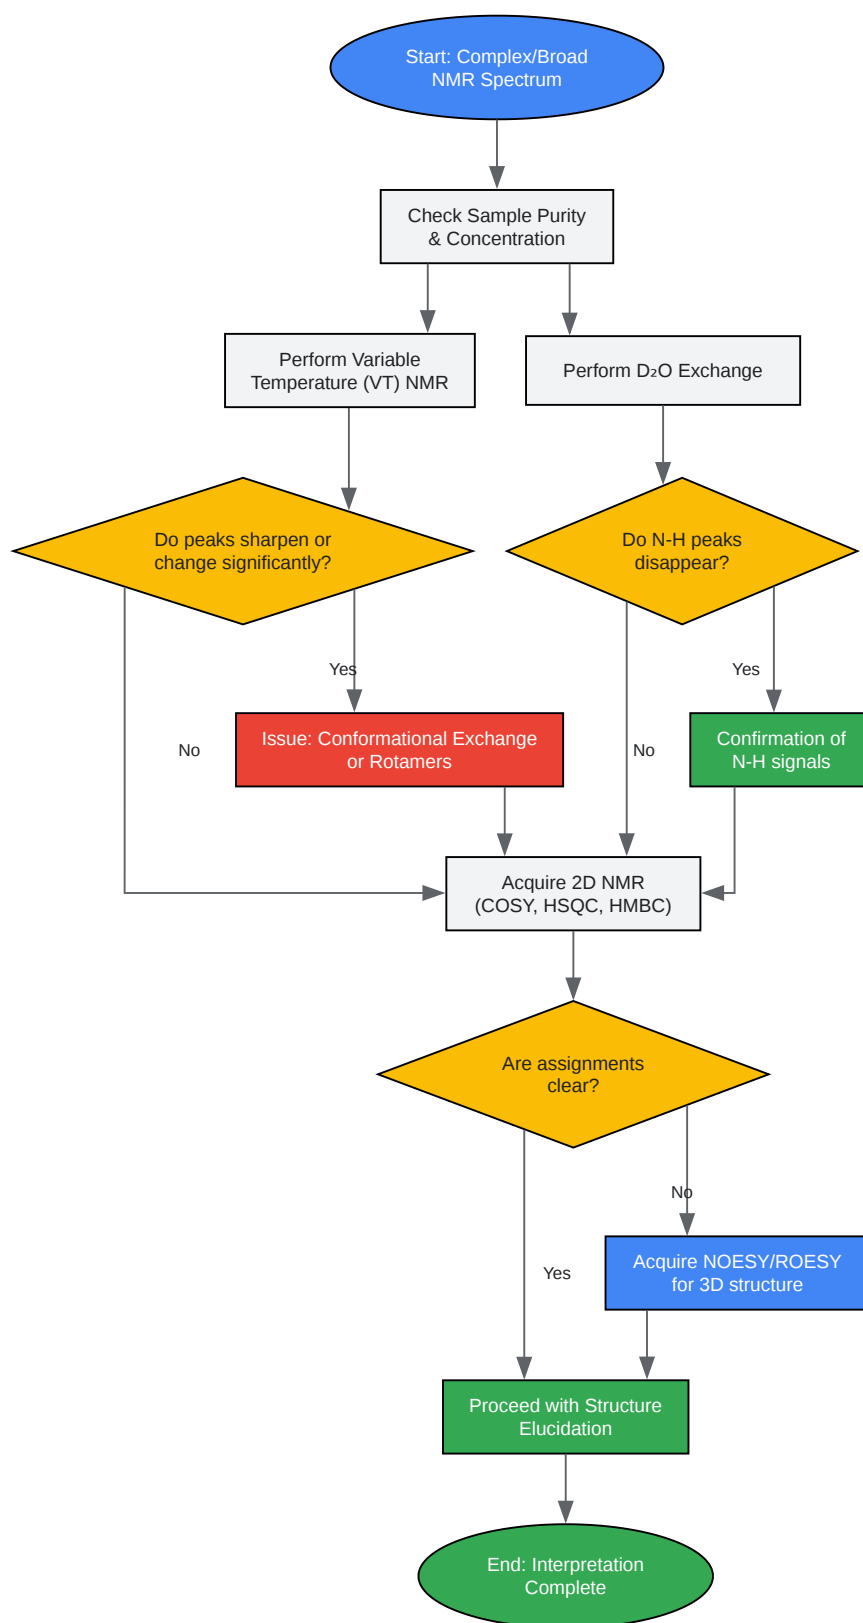 Start: Complex/Broad
NMR Spectrum
Check Sample Purity
& Concentration
Perform Variable
Temperature (VT) NMR
Perform D₂O Exchange
Do peaks sharpen or
change significantly?
Do N-H peaks
disappear?
Yes
Yes
No
Issue: Conformational Exchange
or Rotamers
No
Confirmation of
N-H signals
Acquire 2D NMR
(COSY, HSQC, HMBC)
Are assignments
clear?
No
Yes
Acquire NOESY/ROESY
for 3D structure
Proceed with Structure
Elucidation
End: Interpretation
Complete